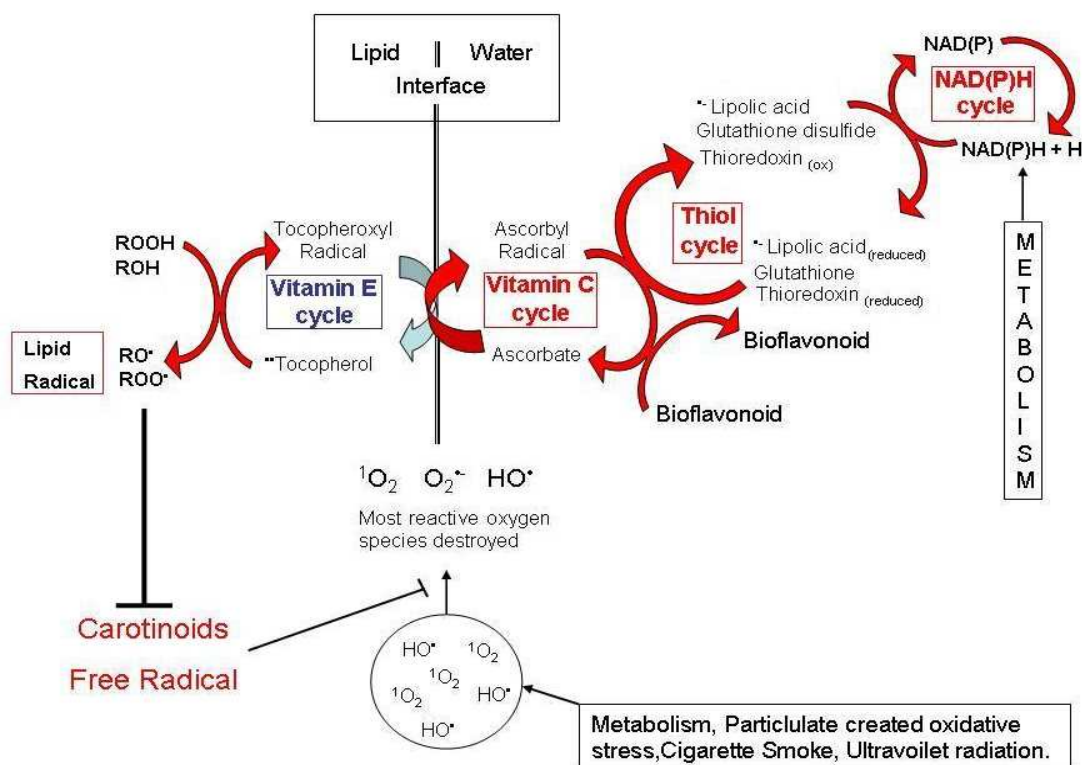 Lipid Water
Interface
NAD(P)
NAD(P)H
cycle
NAD(P)H + H
•- Lipolic acid
Glutathione disulfide
Thioredoxin (ox)
Thiol
cycle
•- Lipolic acid (reduced)
Glutathione
Thioredoxin (reduced)
METABOLISM
ROOH
ROH
Tocopheroxyl
Radical
Vitamin E
cycle
••Tocopherol
Ascorbyl
Radical
Vitamin C
cycle
Ascorbate
Bioflavonoid
Bioflavonoid
Lipid
Radical
RO•
ROO•
¹O₂ O₂•- HO•
Most reactive oxygen
species destroyed
Carotinoids
Free Radical
HO• ¹O₂
¹O₂
¹O₂ HO•
HO•
Metabolism, Particlulate created oxidative
stress,Cigarette Smoke, Ultravoilet radiation.